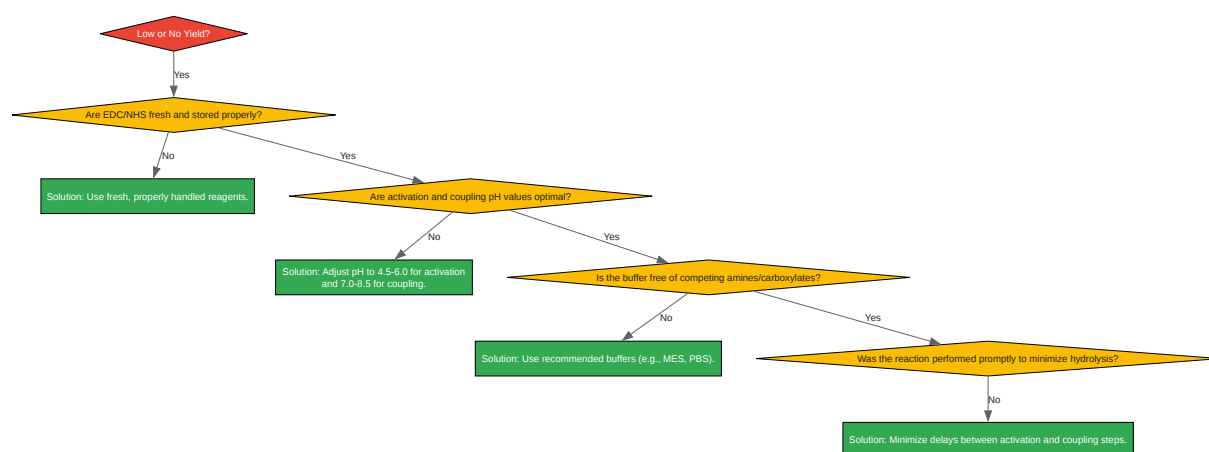 Low or No Yield?
Yes
Are EDC/NHS fresh and stored properly?
No
Yes
Solution: Use fresh, properly handled reagents.
Are activation and coupling pH values optimal?
No
Yes
Solution: Adjust pH to 4.5-6.0 for activation
and 7.0-8.5 for coupling.
Is the buffer free of competing amines/carboxylates?
No
Yes
Solution: Use recommended buffers (e.g., MES, PBS).
Was the reaction performed promptly to minimize hydrolysis?
No
Solution: Minimize delays between activation and coupling steps.